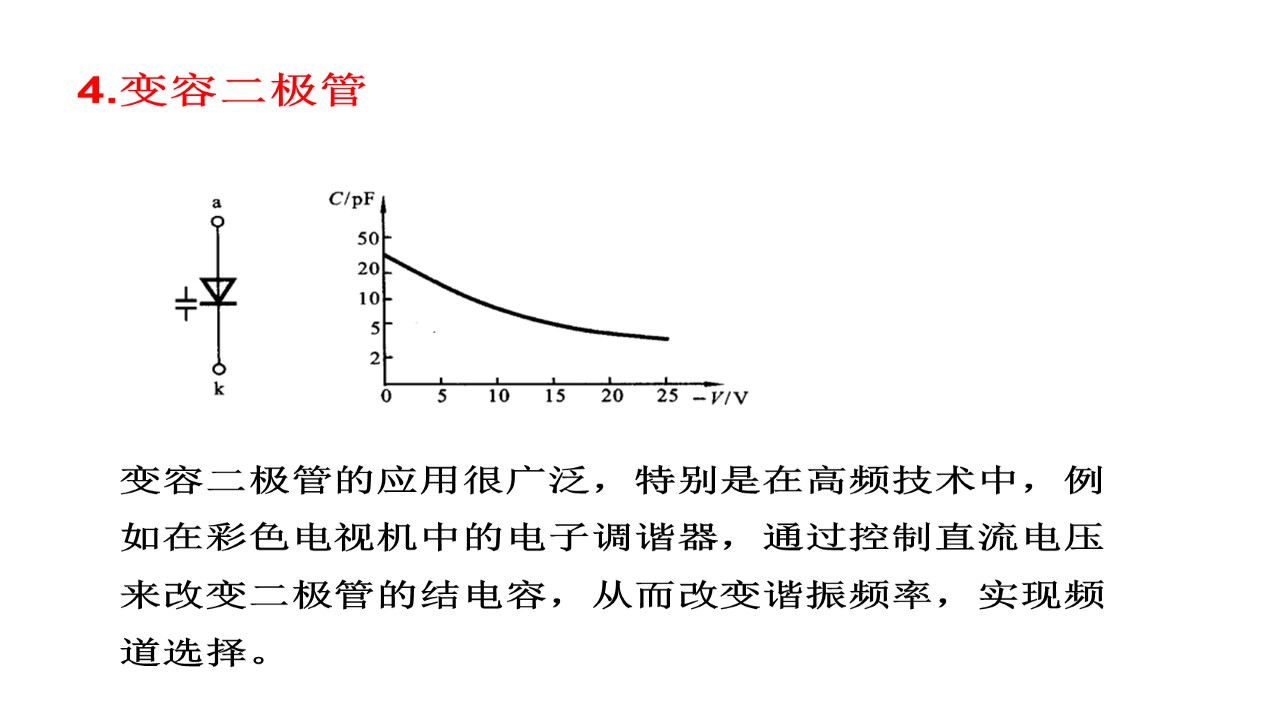 4.变容二极管
a
k
C/pF
50
20
10
5
2
0 5 10 15 20 25 -V/V
变容二极管的应用很广泛，特别是在高频技术中，例
如在彩色电视机中的电子调谐器，通过控制直流电压
来改变二极管的结电容，从而改变谐振频率，实现频
道选择。